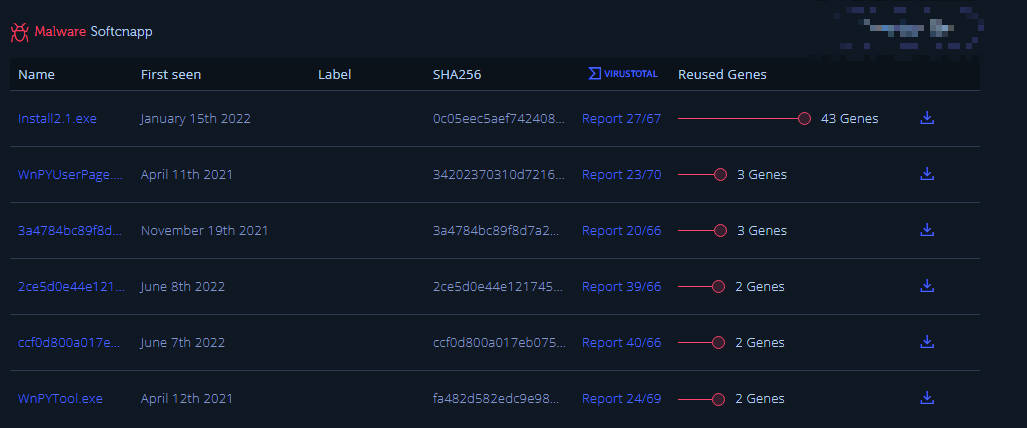 Malware Softcnapp
Name First seen Label SHA256 VIRUSTOTAL Reused Genes
Install2.1.exe January 15th 2022 0c05eec5aef742408... Report 27/67 43 Genes
WnPYUserPage.... April 11th 2021 34202370310d7216... Report 23/70 3 Genes
3a4784bc89f8d... November 19th 2021 3a4784bc89f8d7a2... Report 20/66 3 Genes
2ce5d0e44e121... June 8th 2022 2ce5d0e44e121745... Report 39/66 2 Genes
ccf0d800a017e... June 7th 2022 ccf0d800a017eb075... Report 40/66 2 Genes
WnPYTool.exe April 12th 2021 fa482d582edc9e98... Report 24/69 2 Genes